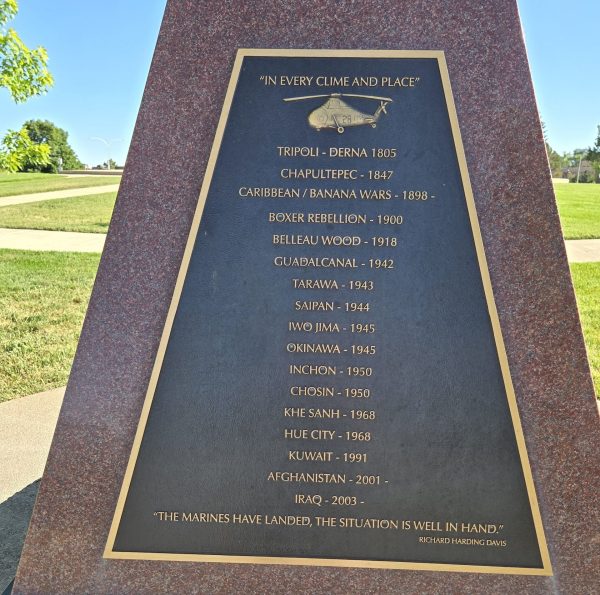 "IN EVERY CLIME AND PLACE"
TRIPOLI - DERNA 1805
CHAPULTEPEC - 1847
CARIBBEAN / BANANA WARS - 1898 -
BOXER REBELLION - 1900
BELLEAU WOOD - 1918
GUADALCANAL - 1942
TARAWA - 1943
SAIPAN - 1944
IWO JIMA - 1945
OKINAWA - 1945
INCHON - 1950
CHOSIN - 1950
KHE SANH - 1968
HUE CITY - 1968
KUWAIT - 1991
AFGHANISTAN - 2001 -
IRAQ - 2003 -
"THE MARINES HAVE LANDED, THE SITUATION IS WELL IN HAND."
RICHARD HARDING DAVIS